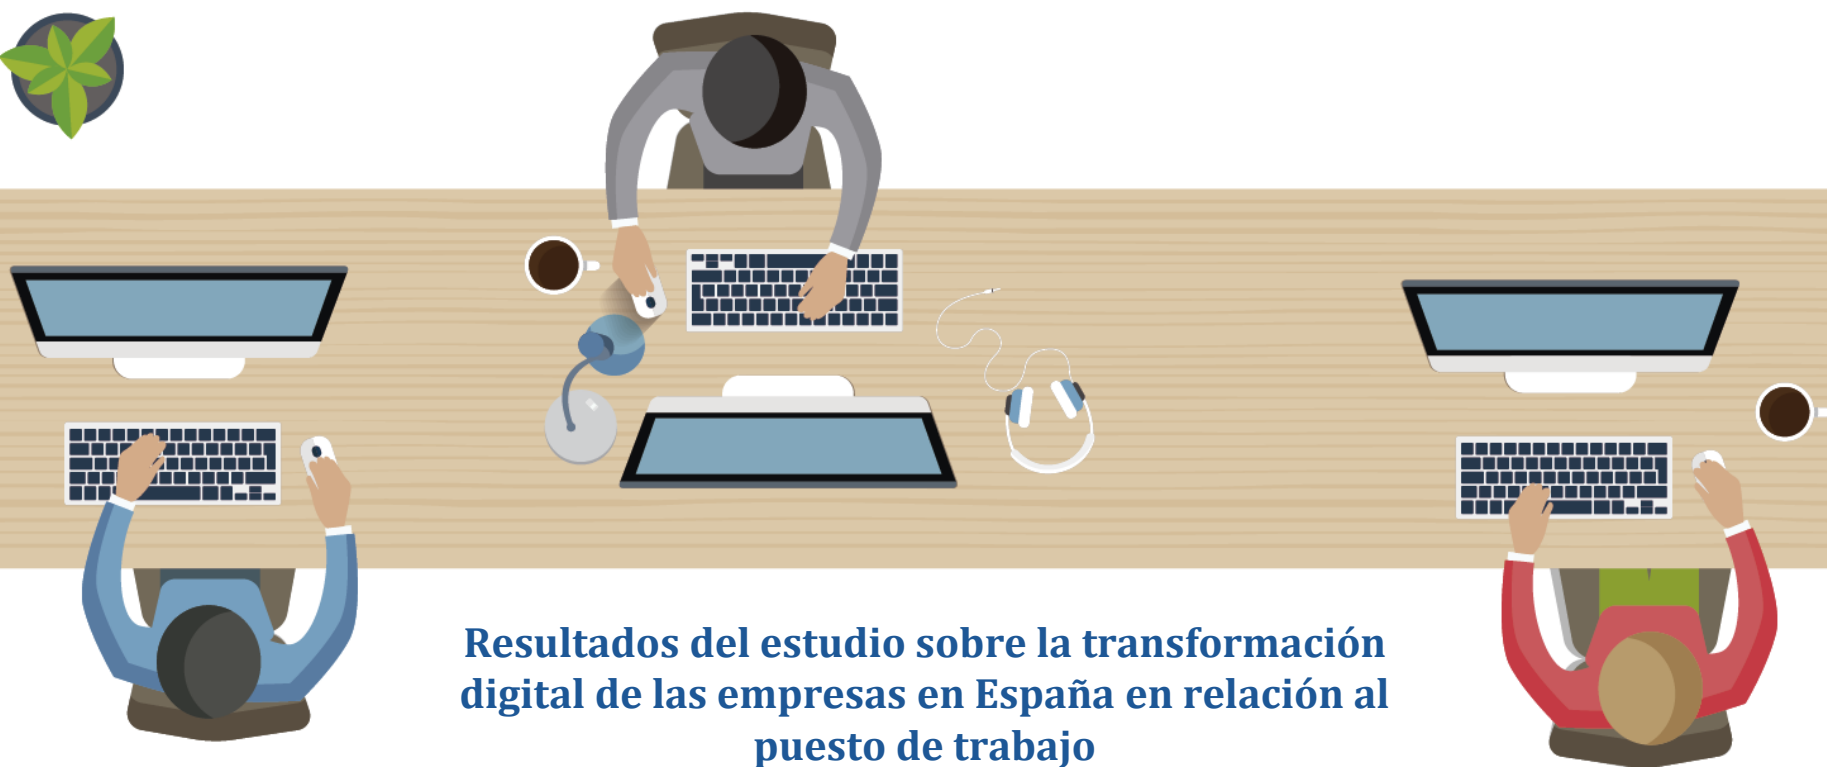 Resultados del estudio sobre la transformación
digital de las empresas en España en relación al
puesto de trabajo